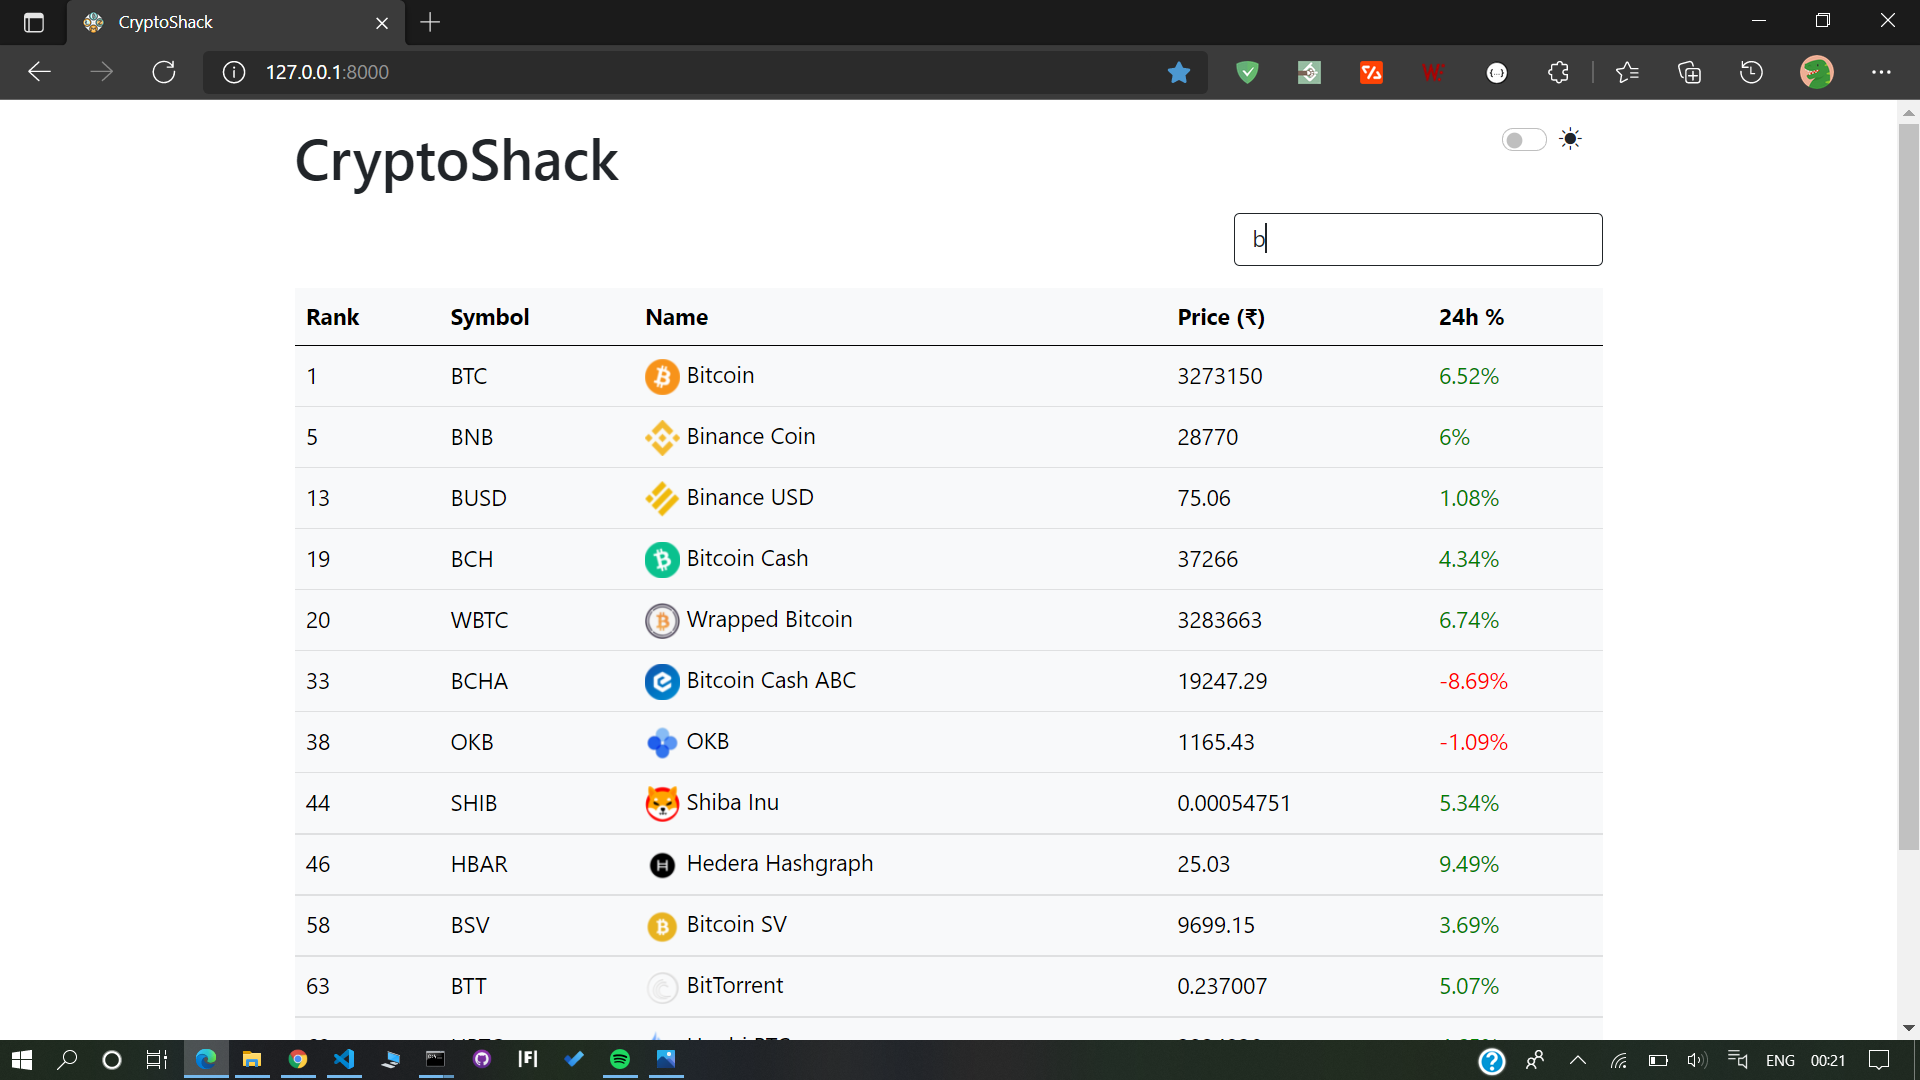 CryptoShack
127.0.0.1:8000
CryptoShack
b
Rank Symbol Name Price (₹) 24h %
1 BTC Bitcoin 3273150 6.52%
5 BNB Binance Coin 28770 6%
13 BUSD Binance USD 75.06 1.08%
19 BCH Bitcoin Cash 37266 4.34%
20 WBTC Wrapped Bitcoin 3283663 6.74%
33 BCHA Bitcoin Cash ABC 19247.29 -8.69%
38 OKB OKB 1165.43 -1.09%
44 SHIB Shiba Inu 0.00054751 5.34%
46 HBAR Hedera Hashgraph 25.03 9.49%
58 BSV Bitcoin SV 9699.15 3.69%
63 BTT BitTorrent 0.237007 5.07%
ENG 00:21